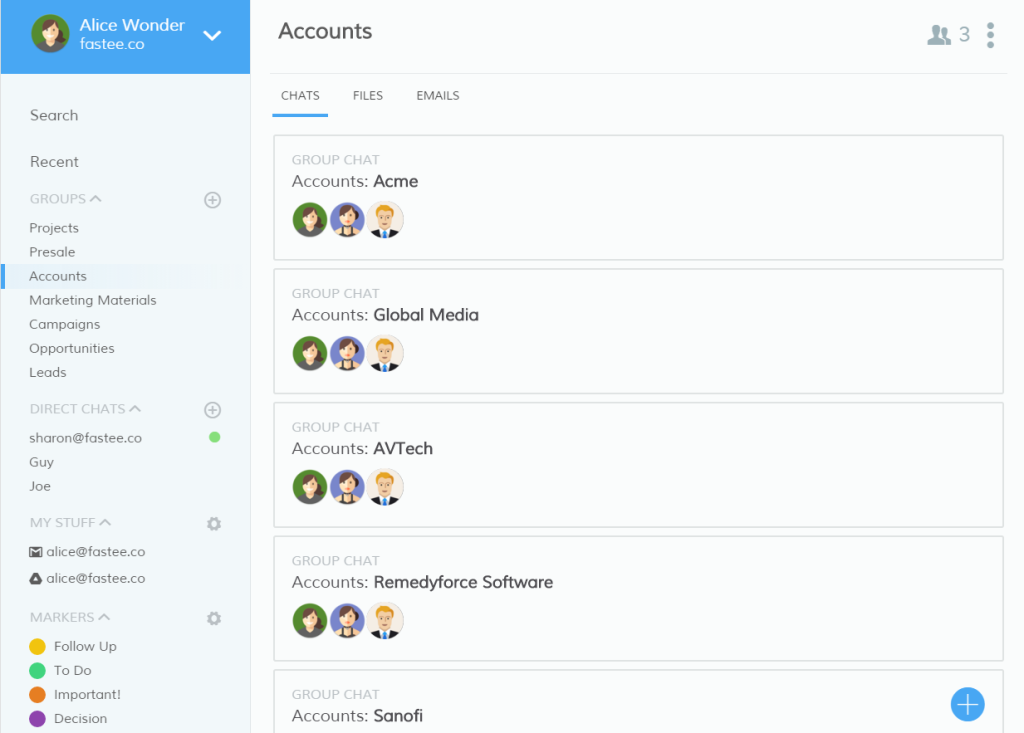 Alice Wonder
fastee.co
Search
Recent
GROUPS
Projects
Presale
Accounts
Marketing Materials
Campaigns
Opportunities
Leads
DIRECT CHATS
sharon@fastee.co
Guy
Joe
MY STUFF
alice@fastee.co
alice@fastee.co
MARKERS
Follow Up
To Do
Important!
Decision
Accounts
3
CHATS FILES EMAILS
GROUP CHAT
Accounts: Acme
GROUP CHAT
Accounts: Global Media
GROUP CHAT
Accounts: AVTech
GROUP CHAT
Accounts: Remedyforce Software
GROUP CHAT
Accounts: Sanofi